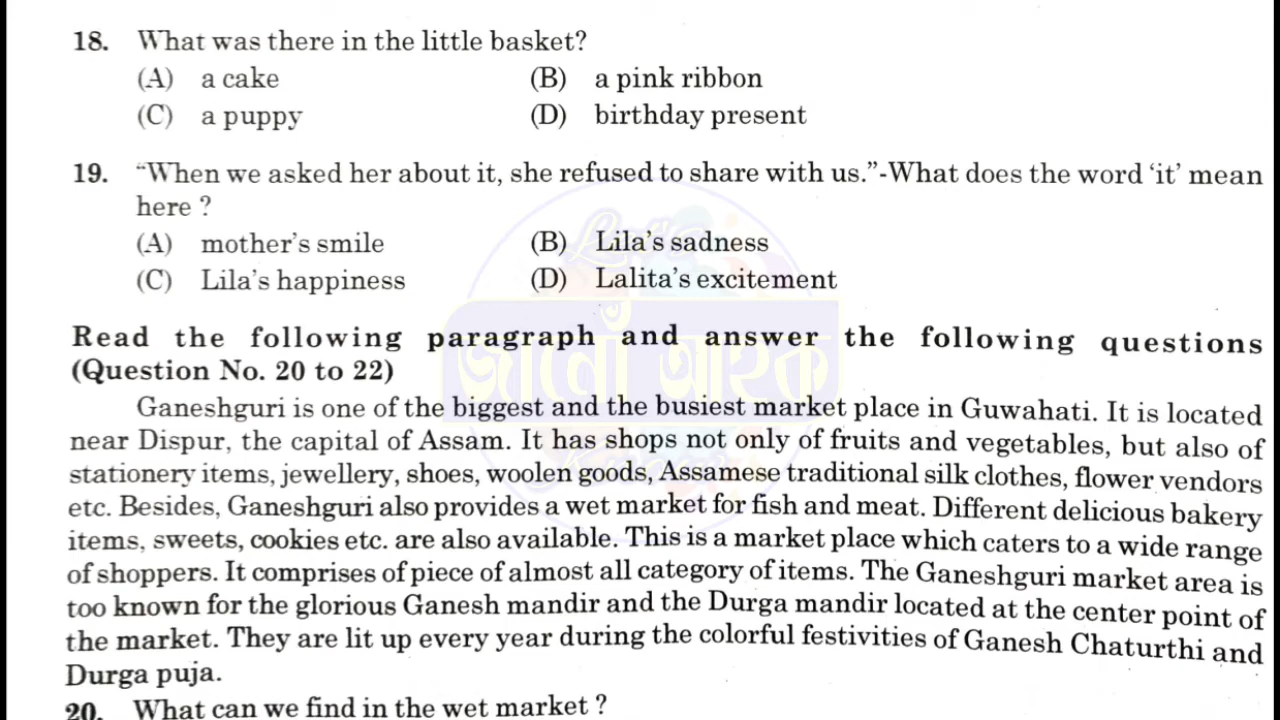 18. What was there in the little basket?
(A) a cake (B) a pink ribbon
(C) a puppy (D) birthday present
19. “When we asked her about it, she refused to share with us.”-What does the word ‘it’ mean
here ?
(A) mother’s smile (B) Lila’s sadness
(C) Lila’s happiness (D) Lalita’s excitement
Read the following paragraph and answer the following questions
(Question No. 20 to 22)
Ganeshguri is one of the biggest and the busiest market place in Guwahati. It is located
near Dispur, the capital of Assam. It has shops not only of fruits and vegetables, but also of
stationery items, jewellery, shoes, woolen goods, Assamese traditional silk clothes, flower vendors
etc. Besides, Ganeshguri also provides a wet market for fish and meat. Different delicious bakery
items, sweets, cookies etc. are also available. This is a market place which caters to a wide range
of shoppers. It comprises of piece of almost all category of items. The Ganeshguri market area is
too known for the glorious Ganesh mandir and the Durga mandir located at the center point of
the market. They are lit up every year during the colorful festivities of Ganesh Chaturthi and
Durga puja.
20. What can we find in the wet market ?